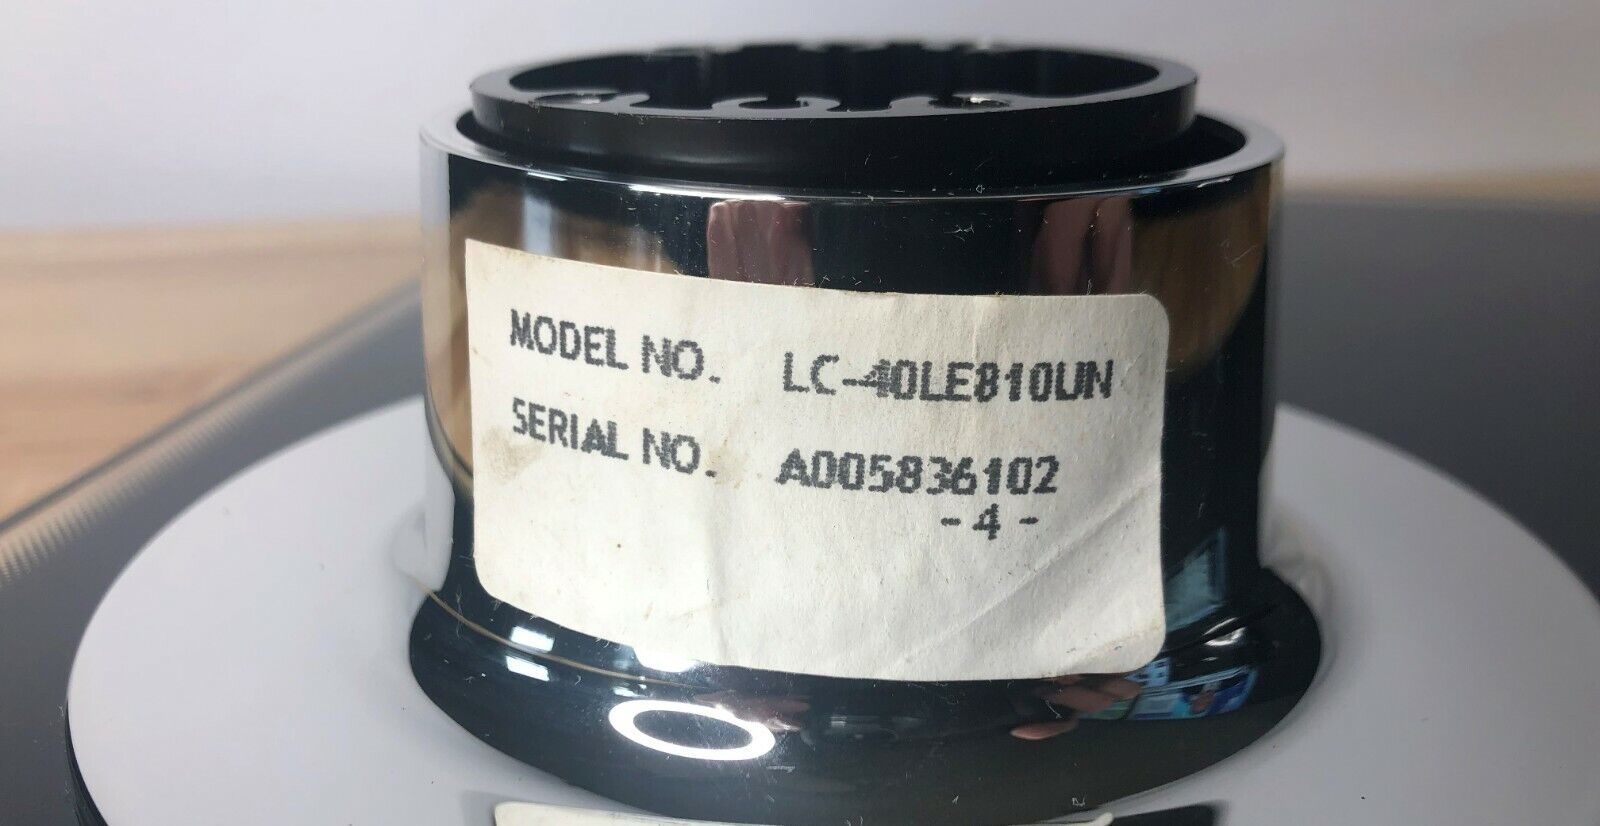 MODEL NO. LC-40LE810UN
SERIAL NO. A005836102
- 4 -